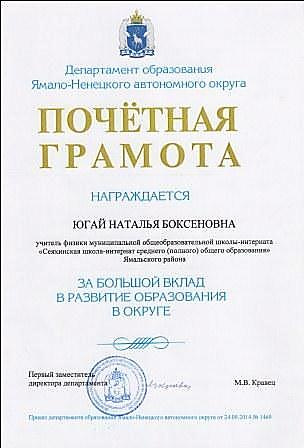 Департамент образования
Ямало-Ненецкого автономного округа
ПОЧЁТНАЯ
ГРАМОТА
НАГРАЖДАЕТСЯ
ЮГАЙ НАТАЛЬЯ БОКСЕНОВНА
учитель физики муниципальной общеобразовательной школы-интерната
«Сеяхинская школа-интернат среднего (полного) общего образования»
Ямальского района
ЗА БОЛЬШОЙ ВКЛАД
В РАЗВИТИЕ ОБРАЗОВАНИЯ
В ОКРУГЕ
Первый заместитель
директора департамента
М.В. Кравец
Приказ департамента образования Ямало-Ненецкого автономного округа от 24.09.2014 № 1460